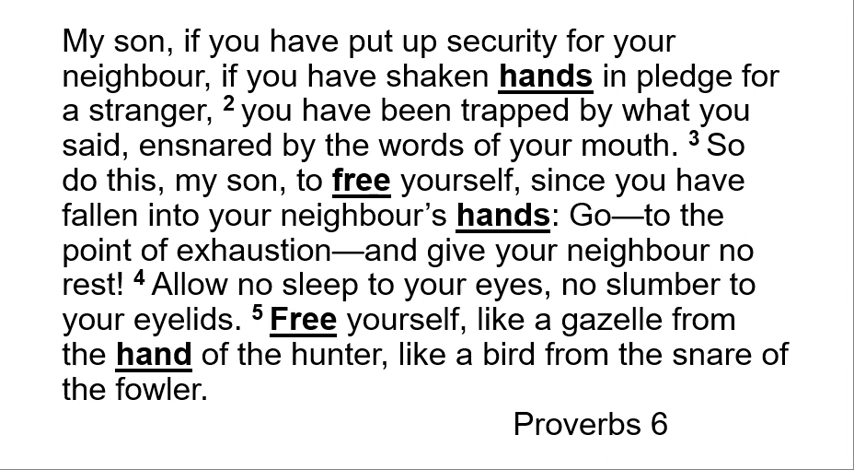 My son, if you have put up security for your
neighbour, if you have shaken hands in pledge for
a stranger, ² you have been trapped by what you
said, ensnared by the words of your mouth. ³ So
do this, my son, to free yourself, since you have
fallen into your neighbour’s hands: Go—to the
point of exhaustion—and give your neighbour no
rest! ⁴ Allow no sleep to your eyes, no slumber to
your eyelids. ⁵ Free yourself, like a gazelle from
the hand of the hunter, like a bird from the snare of
the fowler.
Proverbs 6